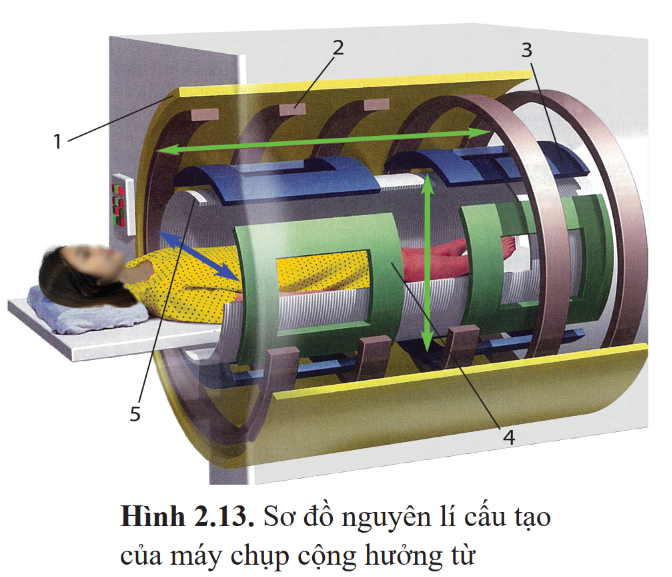 2
3
1
5
4
Hình 2.13. Sơ đồ nguyên lí cấu tạo
của máy chụp cộng hưởng từ